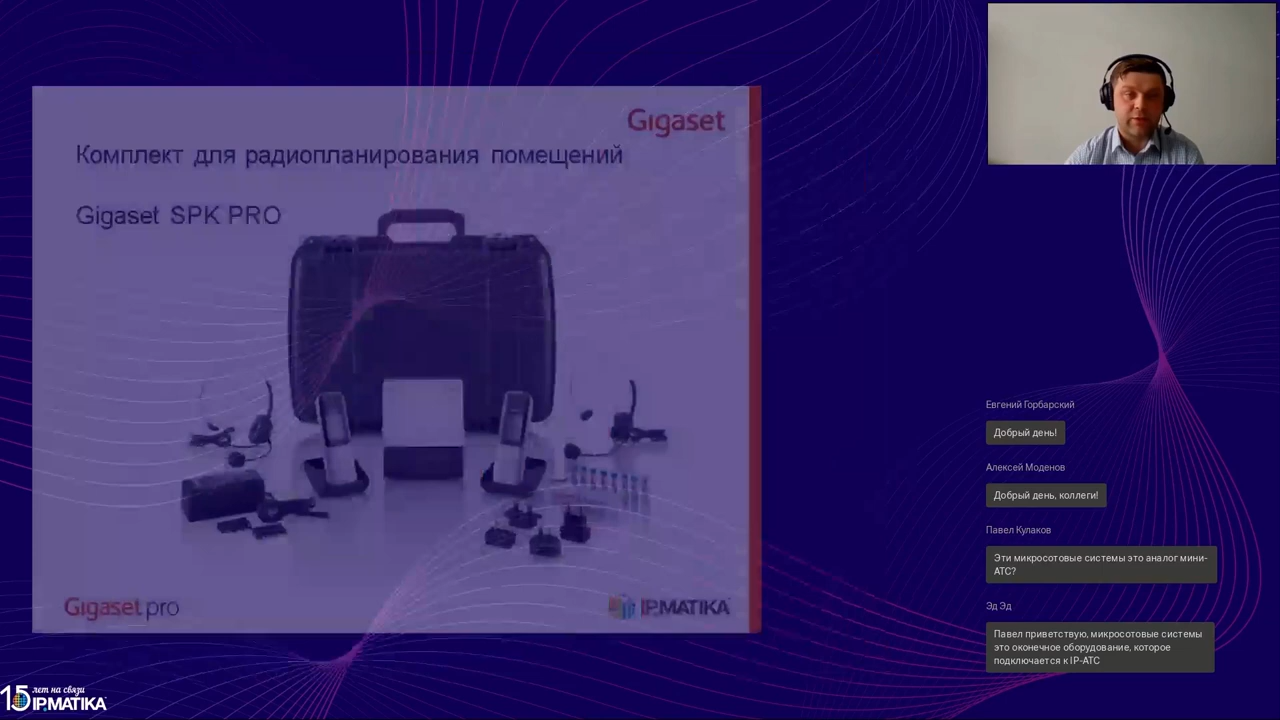 Gigaset
Комплект для радиопланирования помещений
Gigaset SPK PRO
Gigaset pro
IPMATIKA
15 лет на связи
IPMATIKA
Евгений Горбарский
Добрый день!
Алексей Моденов
Добрый день, коллеги!
Павел Кулаков
Эти микросотовые системы это аналог мини-
АТС?
Эд Эд
Павел приветствую, микросотовые системы
это оконечное оборудование, которое
подключается к IP-АТС